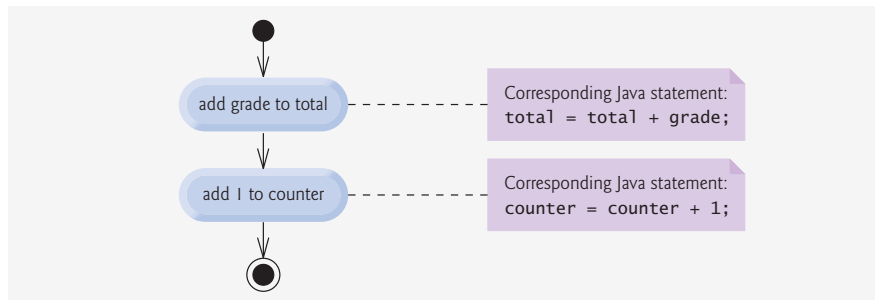 add grade to total
Corresponding Java statement:
total = total + grade;
add 1 to counter
Corresponding Java statement:
counter = counter + 1;